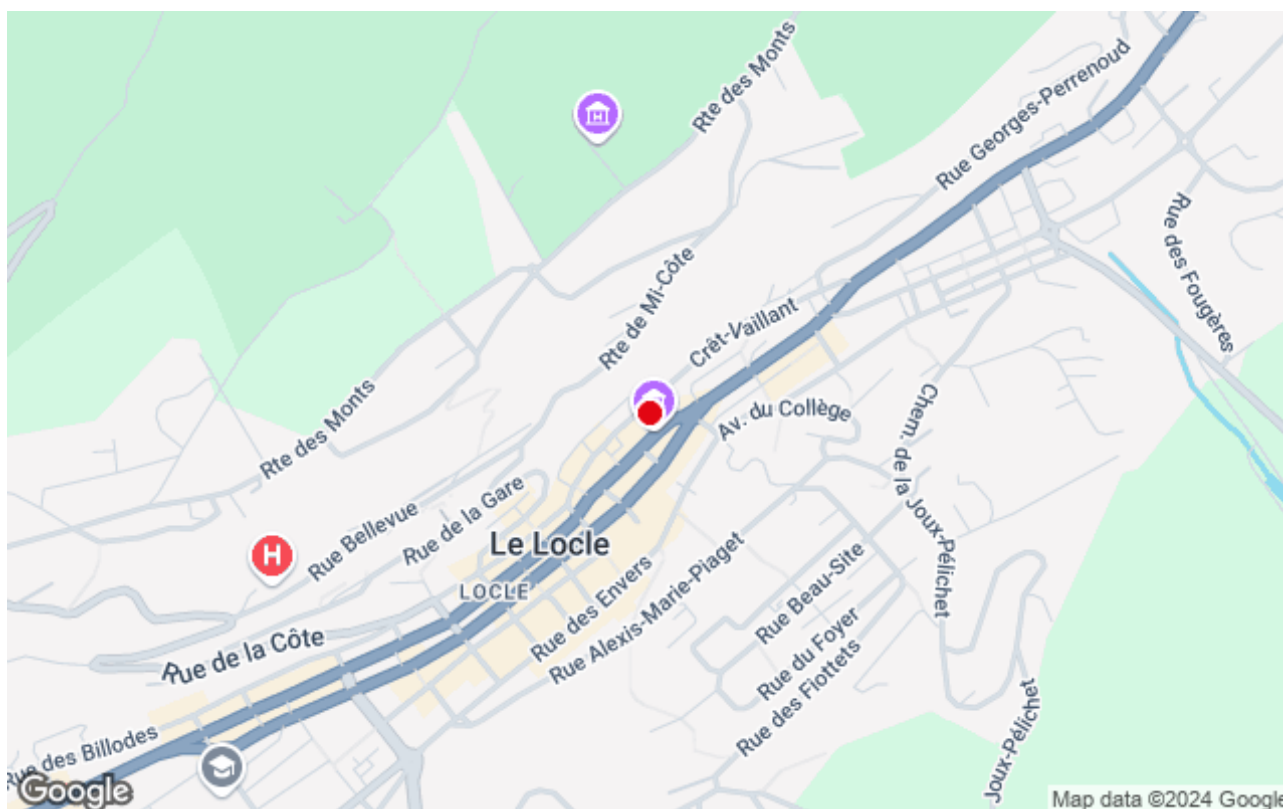 Rte des Monts
Rue Georges-Perrenoud
H
Rue des Fougères
Rte de Mi-Côte
Crêt-Vaillant
Rte des Monts
Av. du Collège
Chem. de la Joux-Pélichet
Rue de la Gare
Rue Bellevue
H
Le Locle
LOCLE
Rue des Envers
Rue Alexis-Marie-Piaget
Rue Beau-Site
Rue du Foyer
Rue des Fiottets
Rue de la Côte
Joux-Pélichet
Rue des Billodes
Google
Map data ©2024 Google